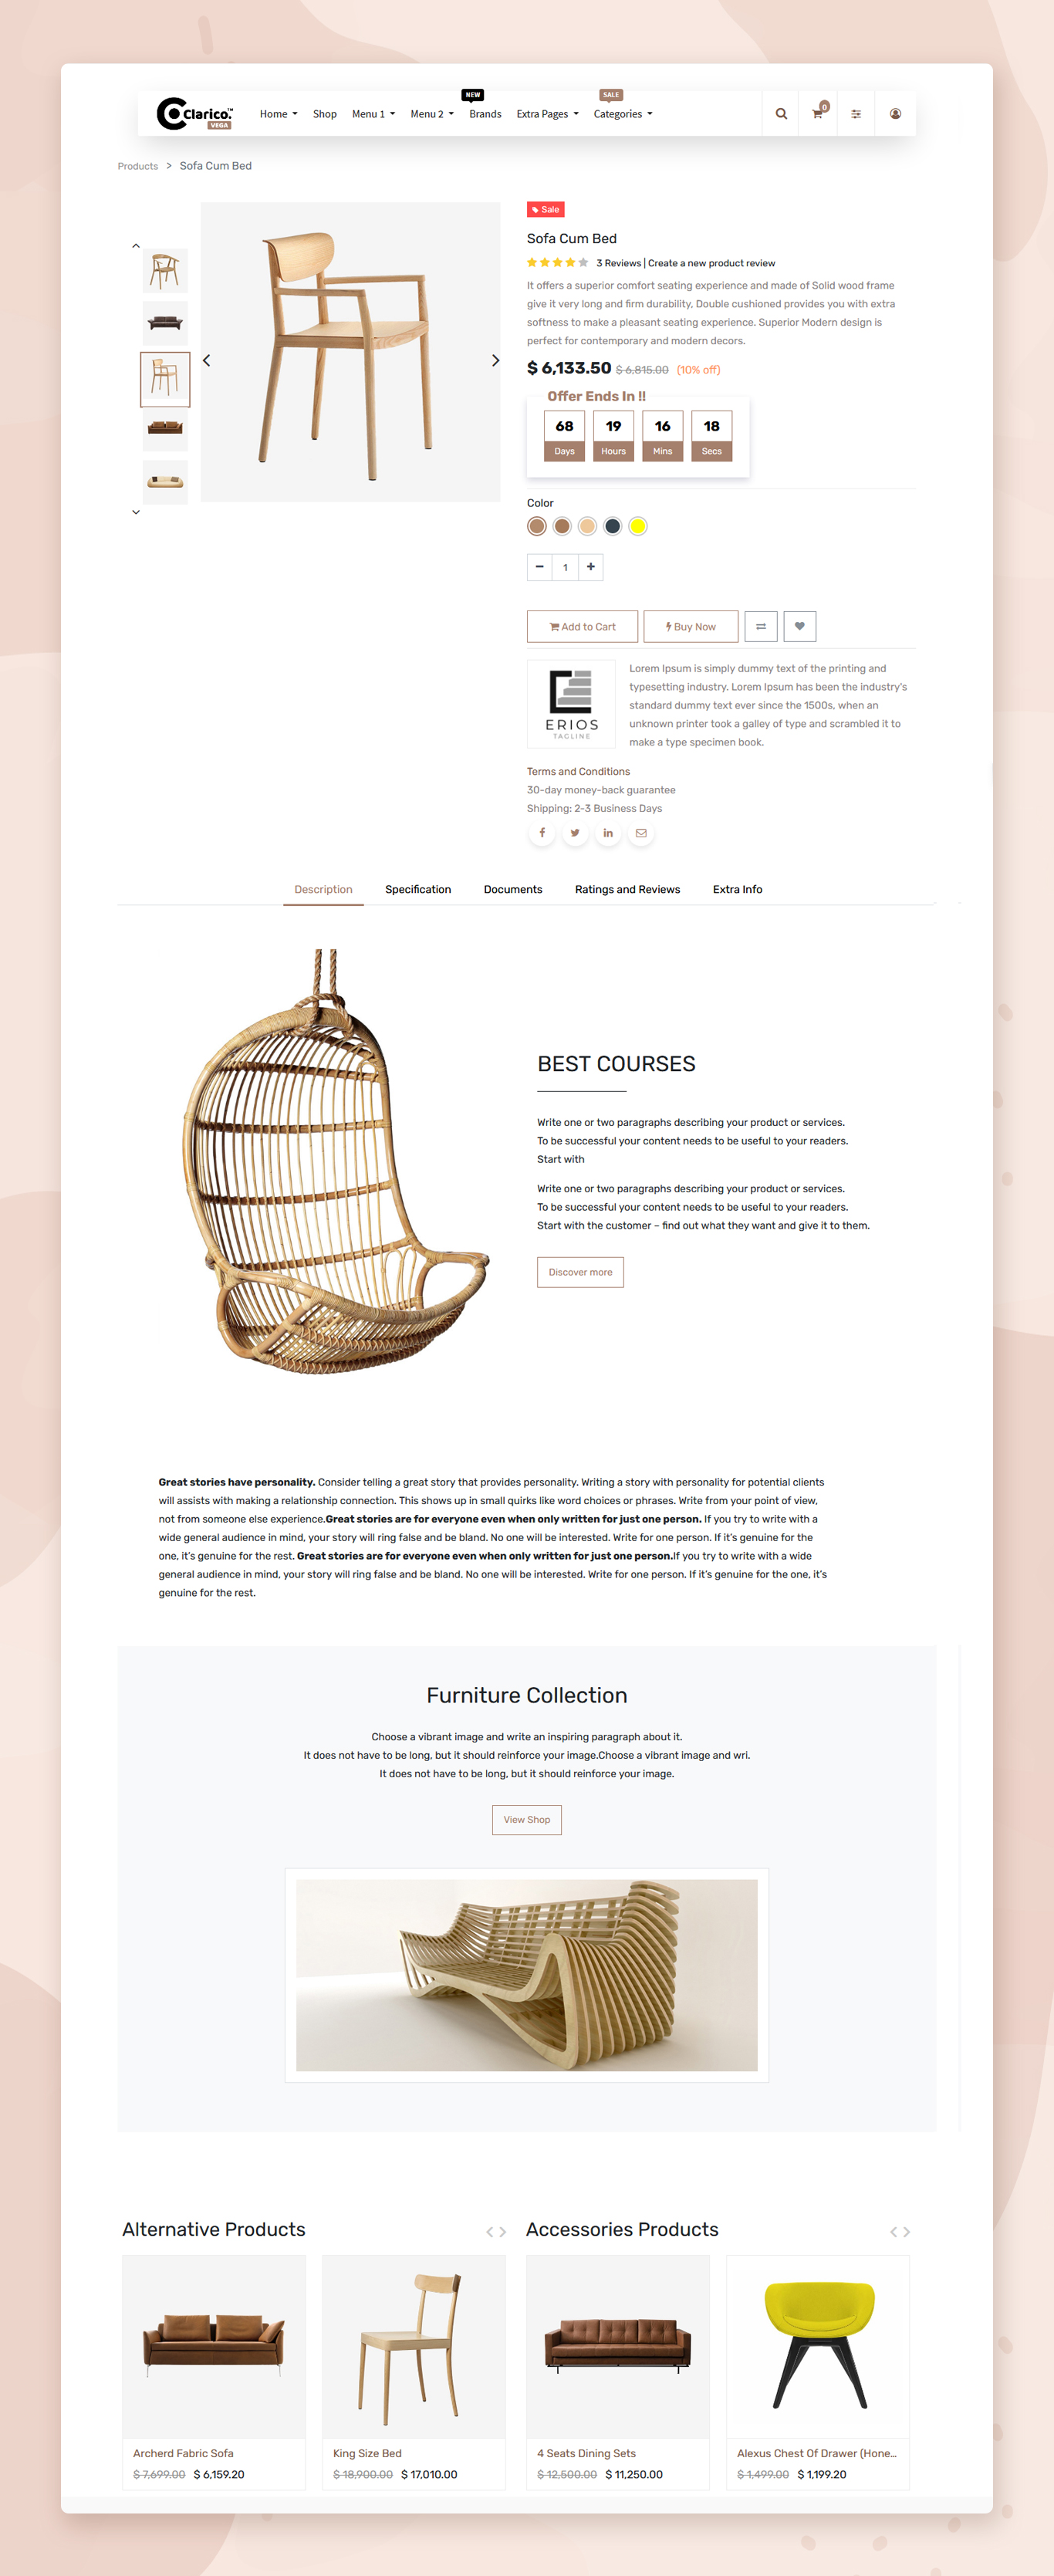 Clarico.™
VEGA
Home
Shop
Menu 1
Menu 2
NEW
Brands
Extra Pages
SALE
Categories
0
Products > Sofa Cum Bed
Sale
Sofa Cum Bed
3 Reviews | Create a new product review
It offers a superior comfort seating experience and made of Solid wood frame
give it very long and firm durability, Double cushioned provides you with extra
softness to make a pleasant seating experience. Superior Modern design is
perfect for contemporary and modern decors.
$ 6,133.50 $ 6,815.00 (10% off)
Offer Ends In !!
68 19 16 18
Days Hours Mins Secs
Color
1
Add to Cart
Buy Now
ERIOS
TAGLINE
Lorem Ipsum is simply dummy text of the printing and
typesetting industry. Lorem Ipsum has been the industry's
standard dummy text ever since the 1500s, when an
unknown printer took a galley of type and scrambled it to
make a type specimen book.
Terms and Conditions
30-day money-back guarantee
Shipping: 2-3 Business Days
Description Specification Documents Ratings and Reviews Extra Info
BEST COURSES
Write one or two paragraphs describing your product or services.
To be successful your content needs to be useful to your readers.
Start with
Write one or two paragraphs describing your product or services.
To be successful your content needs to be useful to your readers.
Start with the customer – find out what they want and give it to them.
Discover more
Great stories have personality. Consider telling a great story that provides personality. Writing a story with personality for potential clients
will assists with making a relationship connection. This shows up in small quirks like word choices or phrases. Write from your point of view,
not from someone else experience.Great stories are for everyone even when only written for just one person. If you try to write with a
wide general audience in mind, your story will ring false and be bland. No one will be interested. Write for one person. If it's genuine for the
one, it's genuine for the rest. Great stories are for everyone even when only written for just one person.If you try to write with a wide
general audience in mind, your story will ring false and be bland. No one will be interested. Write for one person. If it's genuine for the one, it's
genuine for the rest.
Furniture Collection
Choose a vibrant image and write an inspiring paragraph about it.
It does not have to be long, but it should reinforce your image.Choose a vibrant image and wri.
It does not have to be long, but it should reinforce your image.
View Shop
Alternative Products
Archerd Fabric Sofa
$ 7,699.00 $ 6,159.20
King Size Bed
$ 18,900.00 $ 17,010.00
Accessories Products
4 Seats Dining Sets
$ 12,500.00 $ 11,250.00
Alexus Chest Of Drawer (Hone...
$ 1,499.00 $ 1,199.20